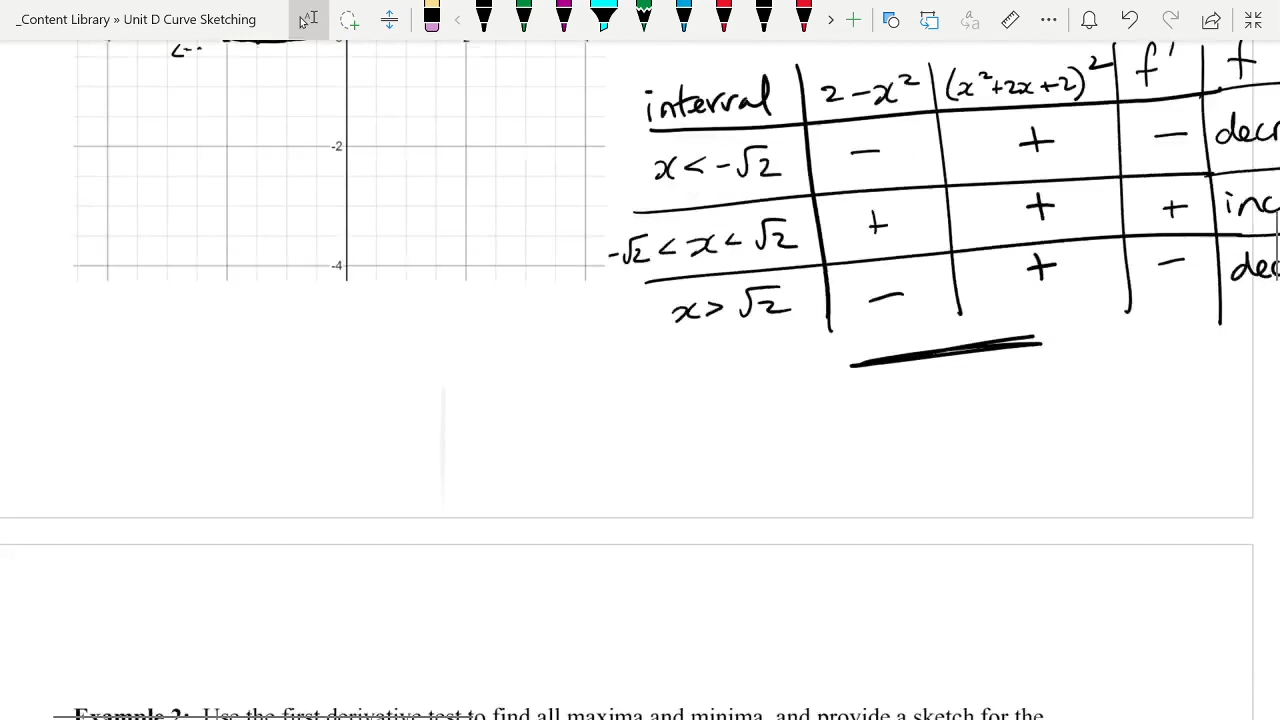 _Content Library » Unit D Curve Sketching
<--
-2
-4
interval 2-x² (x²+2x+2)² f' f
x < -√2 - + - decr
-√2 < x < √2 + + + inc
x > √2 - + - dec
Example 2: Use the first derivative test to find all maxima and minima, and provide a sketch for the